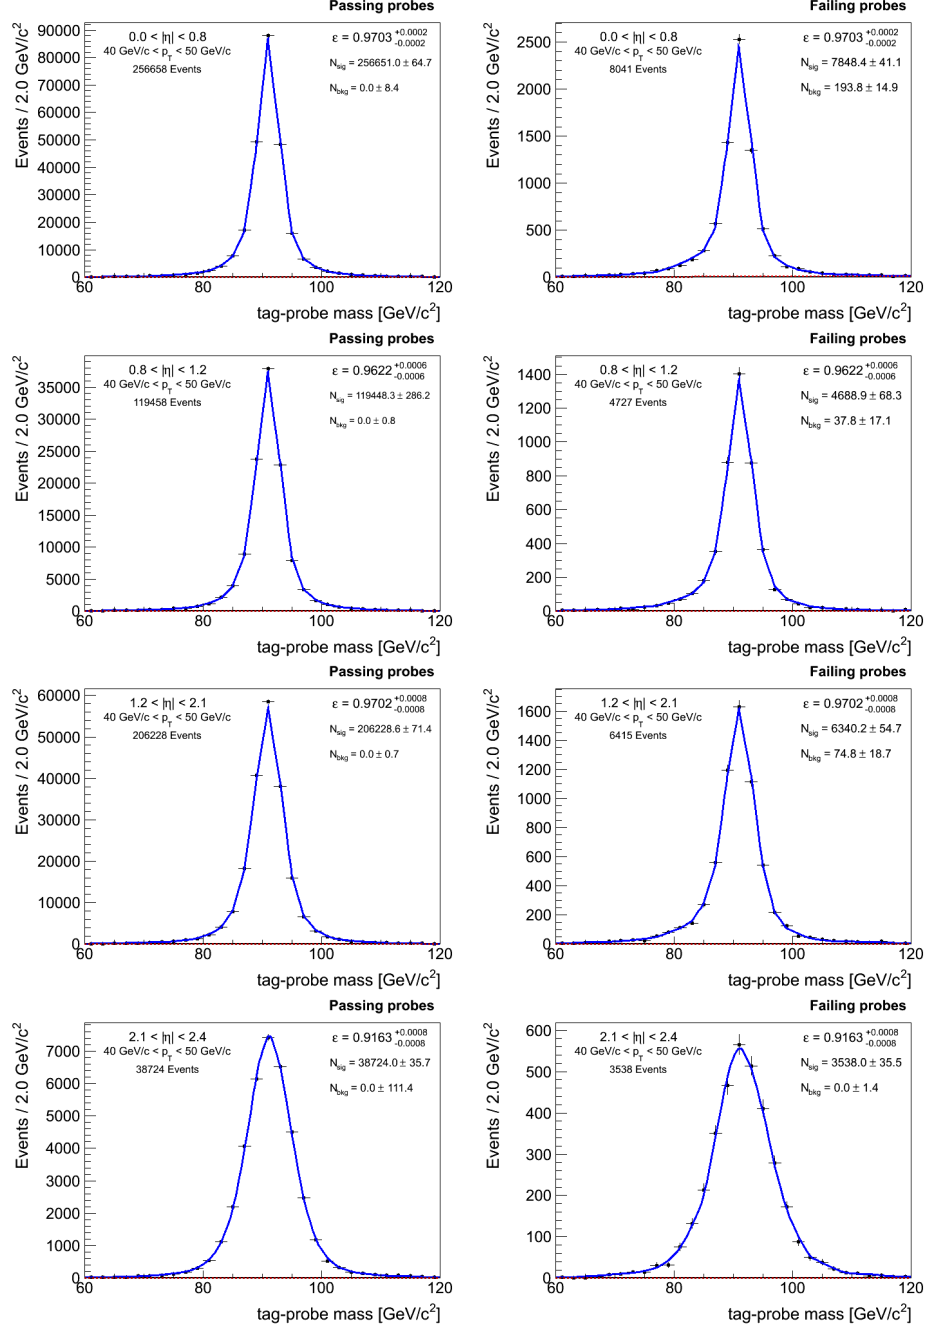 Passing probes
Events / 2.0 GeV/c²
0.0 < |η| < 0.8
40 GeV/c < p_T < 50 GeV/c
256658 Events
ε = 0.9703 +0.0002 -0.0002
N_sig = 256651.0 ± 64.7
N_bkg = 0.0 ± 8.4
90000
80000
70000
60000
50000
40000
30000
20000
10000
0
60 80 100 120
tag-probe mass [GeV/c²]
Failing probes
Events / 2.0 GeV/c²
0.0 < |η| < 0.8
40 GeV/c < p_T < 50 GeV/c
8041 Events
ε = 0.9703 +0.0002 -0.0002
N_sig = 7848.4 ± 41.1
N_bkg = 193.8 ± 14.9
2500
2000
1500
1000
500
0
60 80 100 120
tag-probe mass [GeV/c²]
Passing probes
Events / 2.0 GeV/c²
0.8 < |η| < 1.2
40 GeV/c < p_T < 50 GeV/c
119458 Events
ε = 0.9622 +0.0006 -0.0006
N_sig = 119448.3 ± 286.2
N_bkg = 0.0 ± 0.8
35000
30000
25000
20000
15000
10000
5000
0
60 80 100 120
tag-probe mass [GeV/c²]
Failing probes
Events / 2.0 GeV/c²
0.8 < |η| < 1.2
40 GeV/c < p_T < 50 GeV/c
4727 Events
ε = 0.9622 +0.0006 -0.0006
N_sig = 4688.9 ± 68.3
N_bkg = 37.8 ± 17.1
1400
1200
1000
800
600
400
200
0
60 80 100 120
tag-probe mass [GeV/c²]
Passing probes
Events / 2.0 GeV/c²
1.2 < |η| < 2.1
40 GeV/c < p_T < 50 GeV/c
206228 Events
ε = 0.9702 +0.0008 -0.0008
N_sig = 206228.6 ± 71.4
N_bkg = 0.0 ± 0.7
60000
50000
40000
30000
20000
10000
0
60 80 100 120
tag-probe mass [GeV/c²]
Failing probes
Events / 2.0 GeV/c²
1.2 < |η| < 2.1
40 GeV/c < p_T < 50 GeV/c
6415 Events
ε = 0.9702 +0.0008 -0.0008
N_sig = 6340.2 ± 54.7
N_bkg = 74.8 ± 18.7
1600
1400
1200
1000
800
600
400
200
0
60 80 100 120
tag-probe mass [GeV/c²]
Passing probes
Events / 2.0 GeV/c²
2.1 < |η| < 2.4
40 GeV/c < p_T < 50 GeV/c
38724 Events
ε = 0.9163 +0.0008 -0.0008
N_sig = 38724.0 ± 35.7
N_bkg = 0.0 ± 111.4
7000
6000
5000
4000
3000
2000
1000
0
60 80 100 120
tag-probe mass [GeV/c²]
Failing probes
Events / 2.0 GeV/c²
2.1 < |η| < 2.4
40 GeV/c < p_T < 50 GeV/c
3538 Events
ε = 0.9163 +0.0008 -0.0008
N_sig = 3538.0 ± 35.5
N_bkg = 0.0 ± 1.4
600
500
400
300
200
100
0
60 80 100 120
tag-probe mass [GeV/c²]